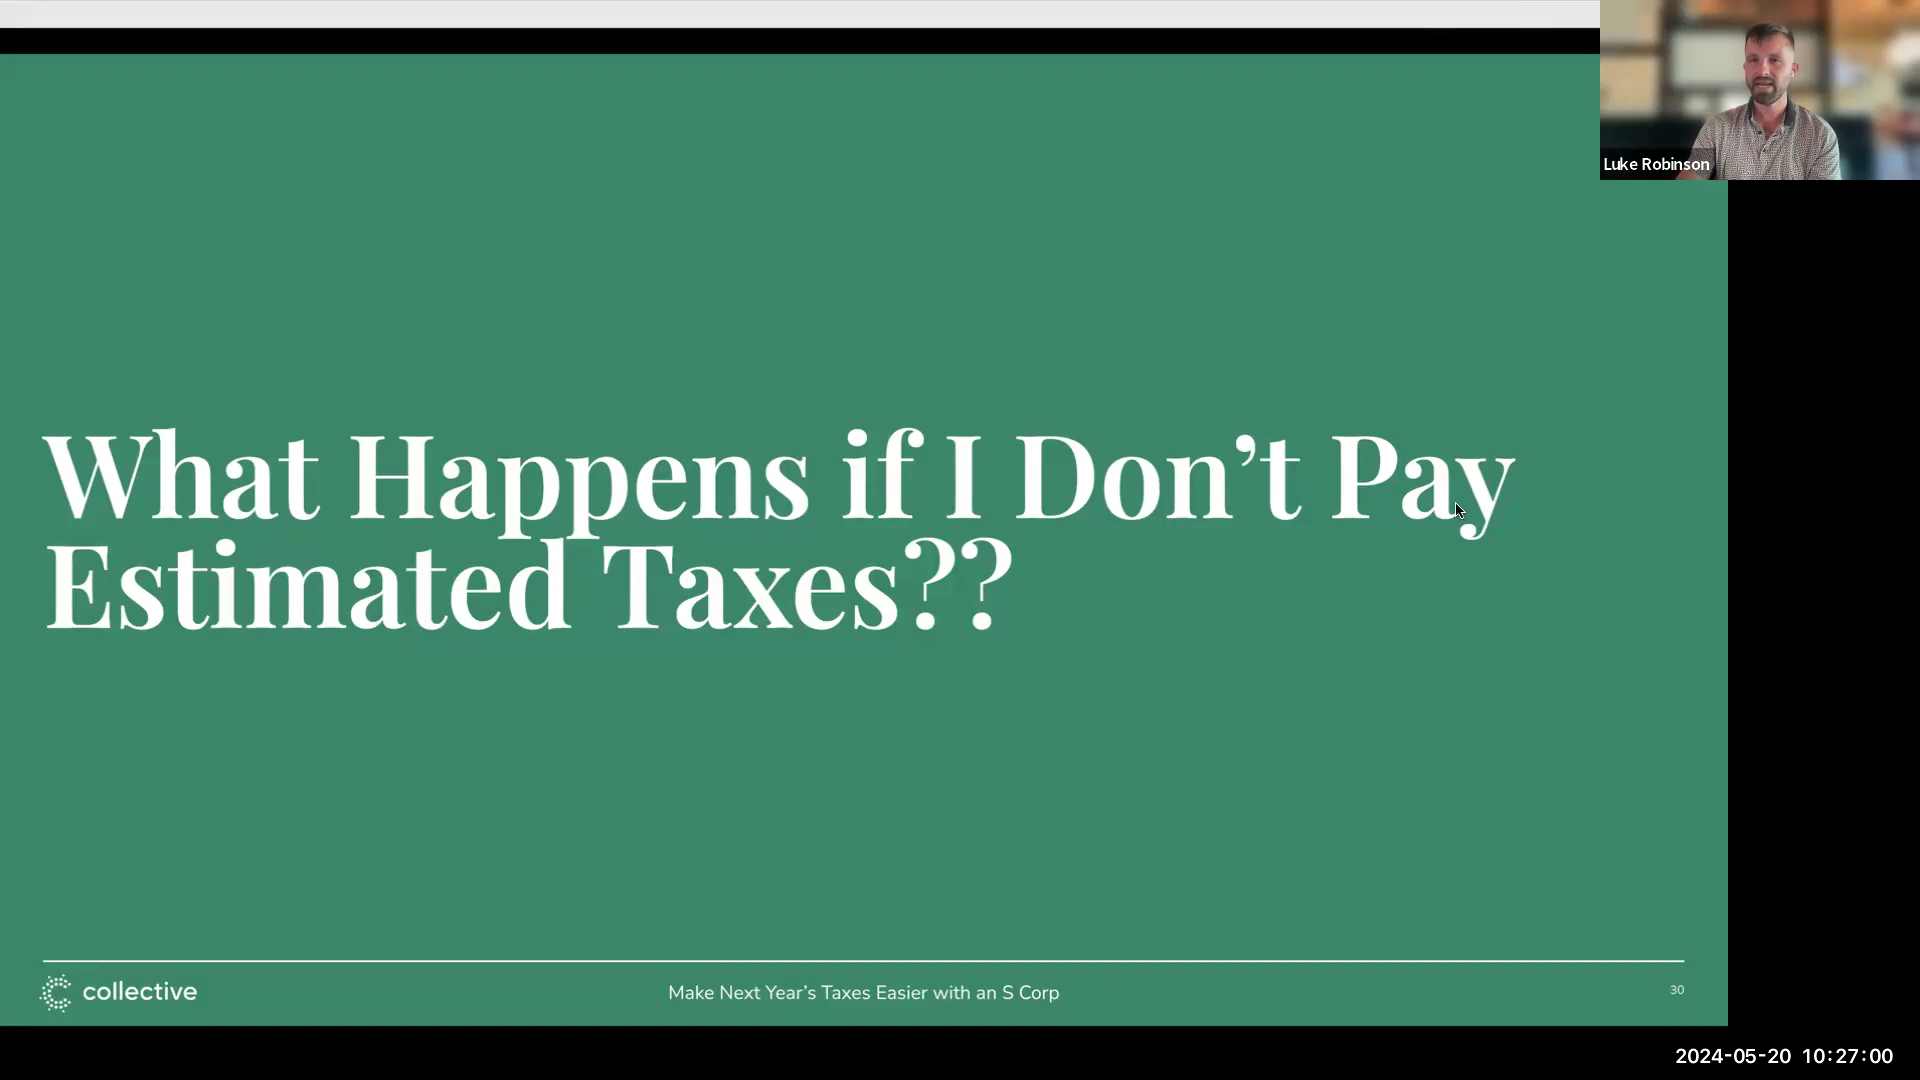 Luke Robinson
What Happens if I Don’t Pay
Estimated Taxes??
collective
Make Next Year’s Taxes Easier with an S Corp
30
2024-05-20 10:27:00